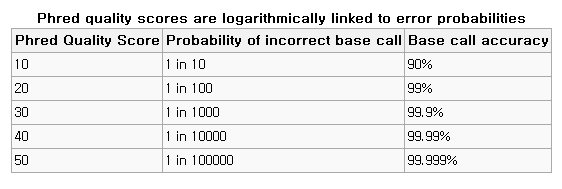 Phred quality scores are logarithmically linked to error probabilities
Phred Quality Score Probability of incorrect base call Base call accuracy
10 1 in 10 90%
20 1 in 100 99%
30 1 in 1000 99.9%
40 1 in 10000 99.99%
50 1 in 100000 99.999%